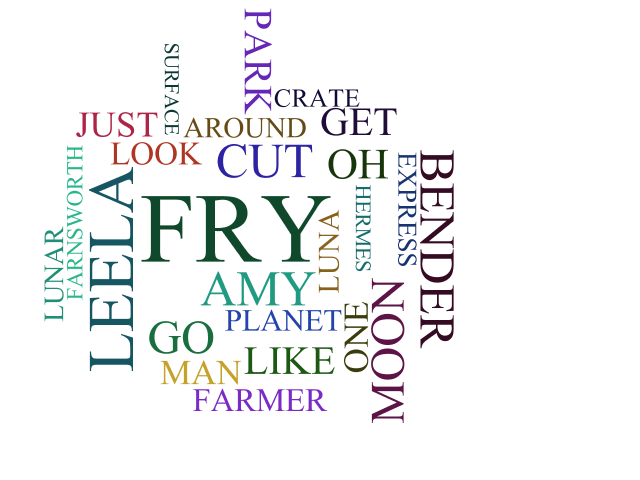 PARK
SURFACE
CRATE
JUST
AROUND
GET
LOOK
CUT
OH
FARNSWORTH
LUNAR
LEELA
FRY
LUNA
HERMES
EXPRESS
BENDER
AMY
PLANET
ONE
MOON
GO
LIKE
MAN
FARMER